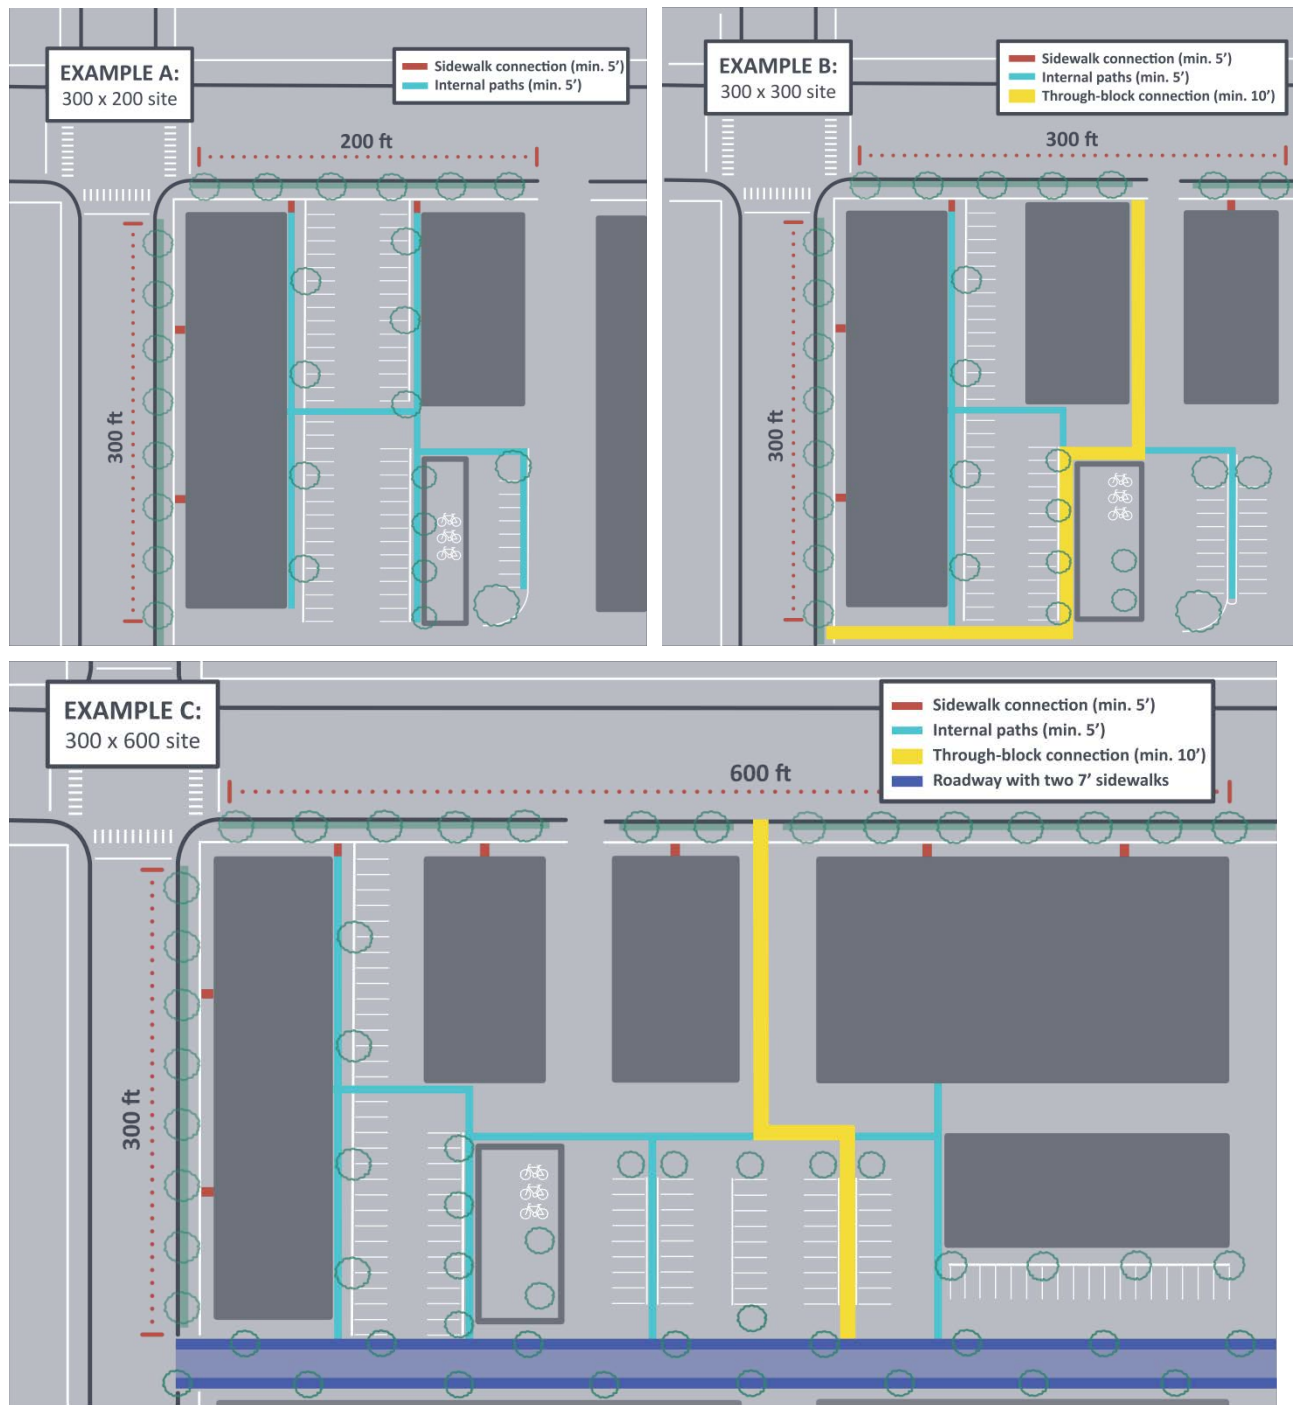 EXAMPLE A:
300 x 200 site
Sidewalk connection (min. 5')
Internal paths (min. 5')
200 ft
300 ft
EXAMPLE B:
300 x 300 site
Sidewalk connection (min. 5')
Internal paths (min. 5')
Through-block connection (min. 10')
300 ft
300 ft
EXAMPLE C:
300 x 600 site
Sidewalk connection (min. 5')
Internal paths (min. 5')
Through-block connection (min. 10')
Roadway with two 7' sidewalks
600 ft
300 ft